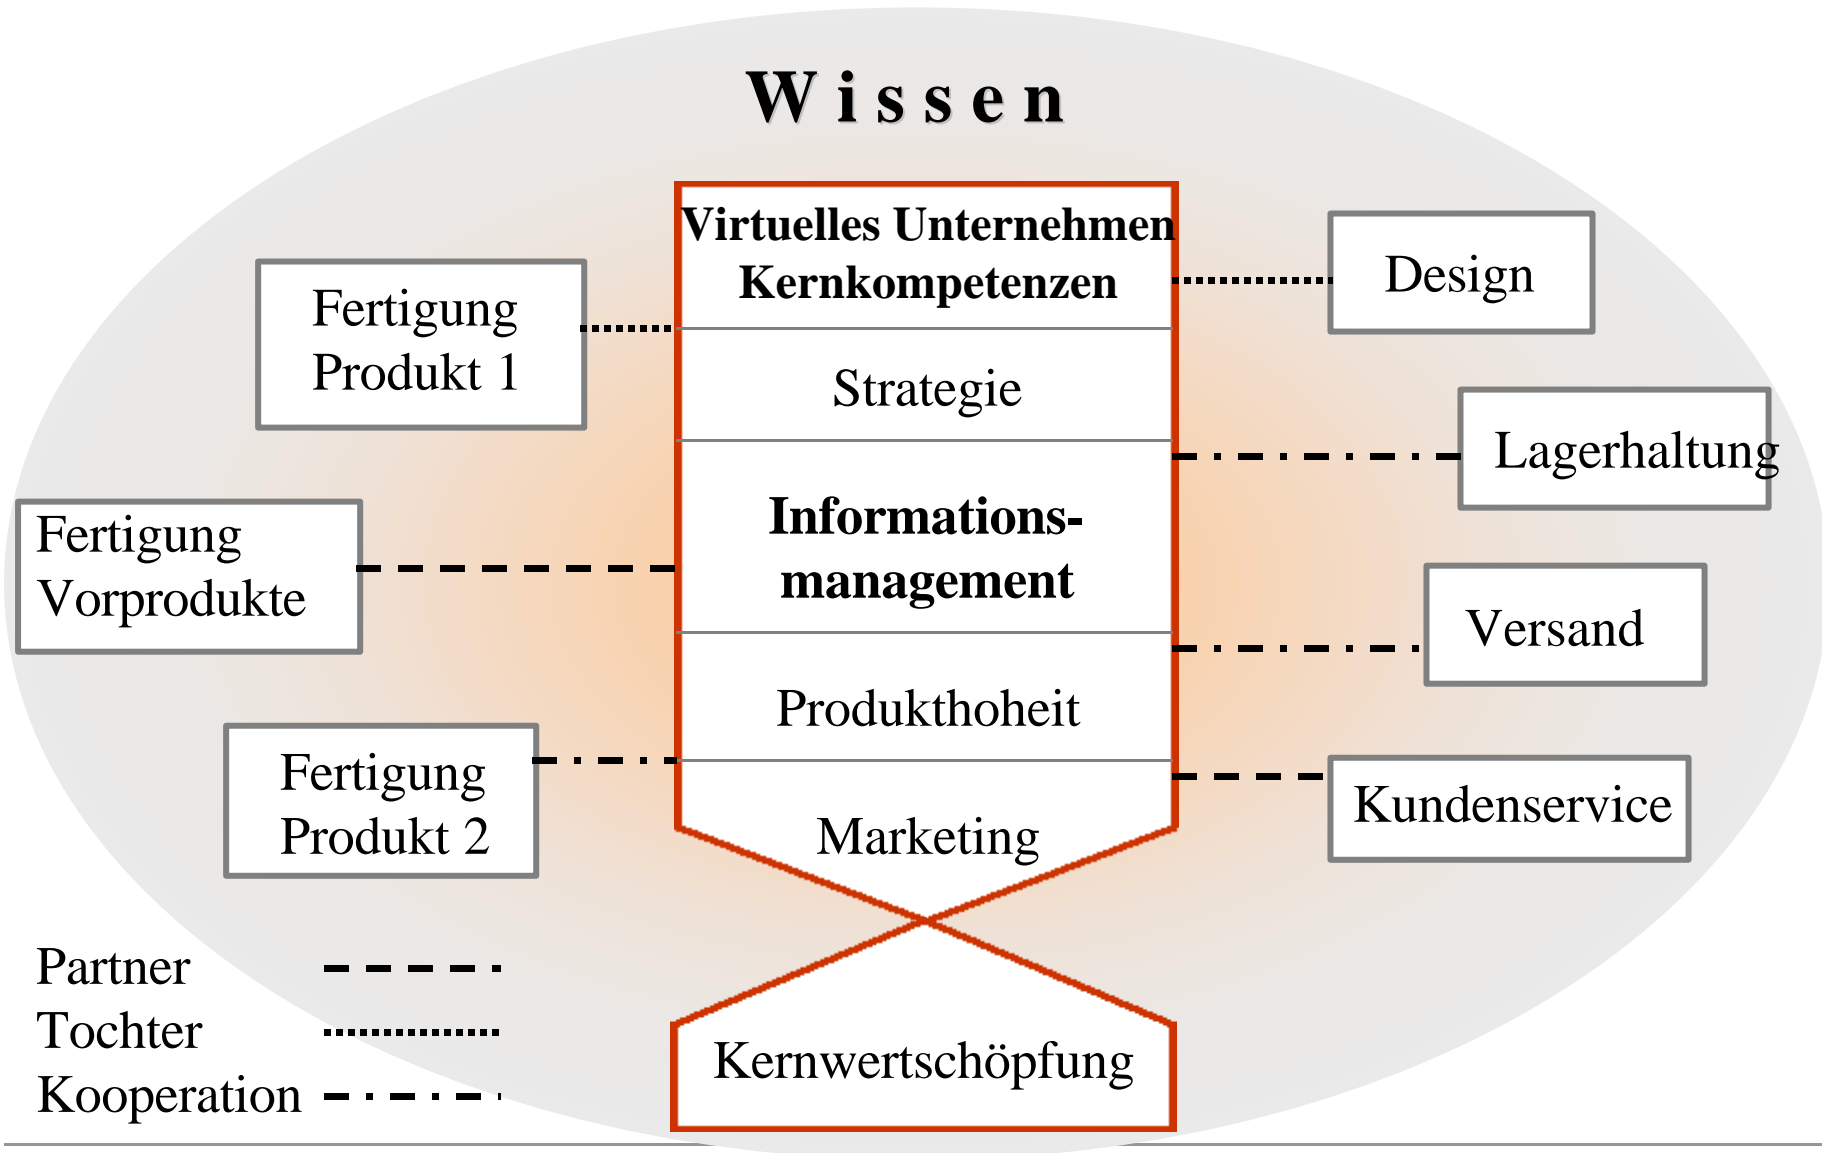 Wissen
Virtuelles Unternehmen
Kernkompetenzen
Strategie
Informations-
management
Produkthoheit
Marketing
Kernwertschöpfung
Fertigung
Produkt 1
Fertigung
Vorprodukte
Fertigung
Produkt 2
Design
Lagerhaltung
Versand
Kundenservice
Partner
Tochter
Kooperation